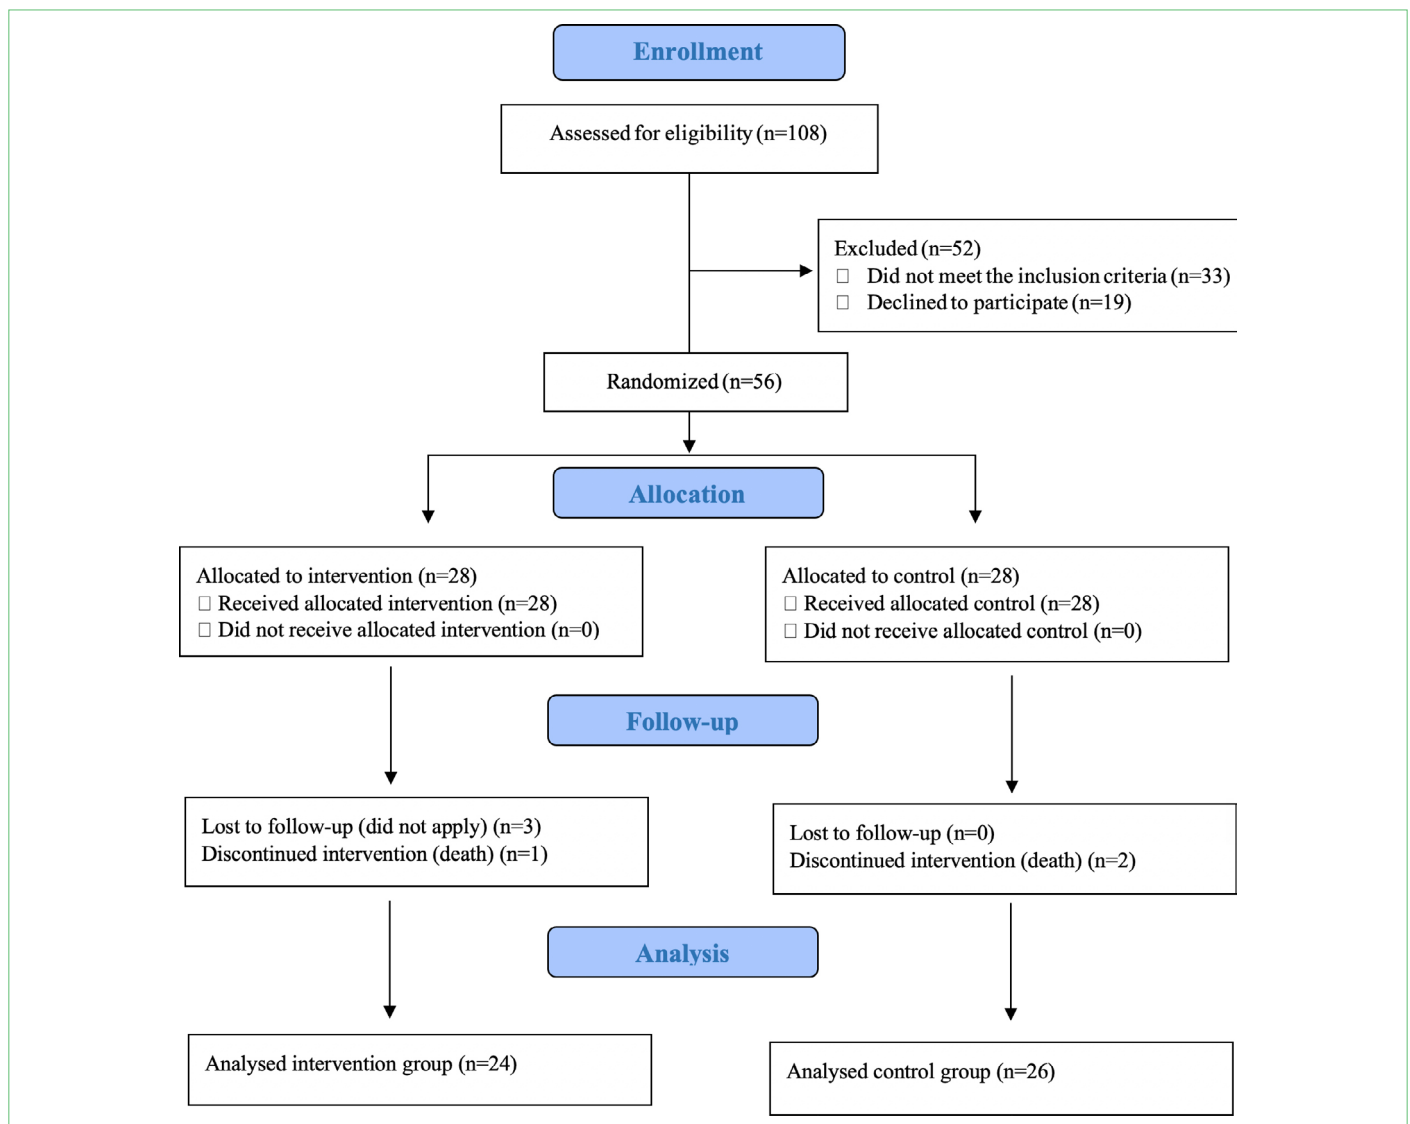 Enrollment
Assessed for eligibility (n=108)
Excluded (n=52)
□ Did not meet the inclusion criteria (n=33)
□ Declined to participate (n=19)
Randomized (n=56)
Allocation
Allocated to intervention (n=28)
□ Received allocated intervention (n=28)
□ Did not receive allocated intervention (n=0)
Allocated to control (n=28)
□ Received allocated control (n=28)
□ Did not receive allocated control (n=0)
Follow-up
Lost to follow-up (did not apply) (n=3)
Discontinued intervention (death) (n=1)
Lost to follow-up (n=0)
Discontinued intervention (death) (n=2)
Analysis
Analysed intervention group (n=24)
Analysed control group (n=26)